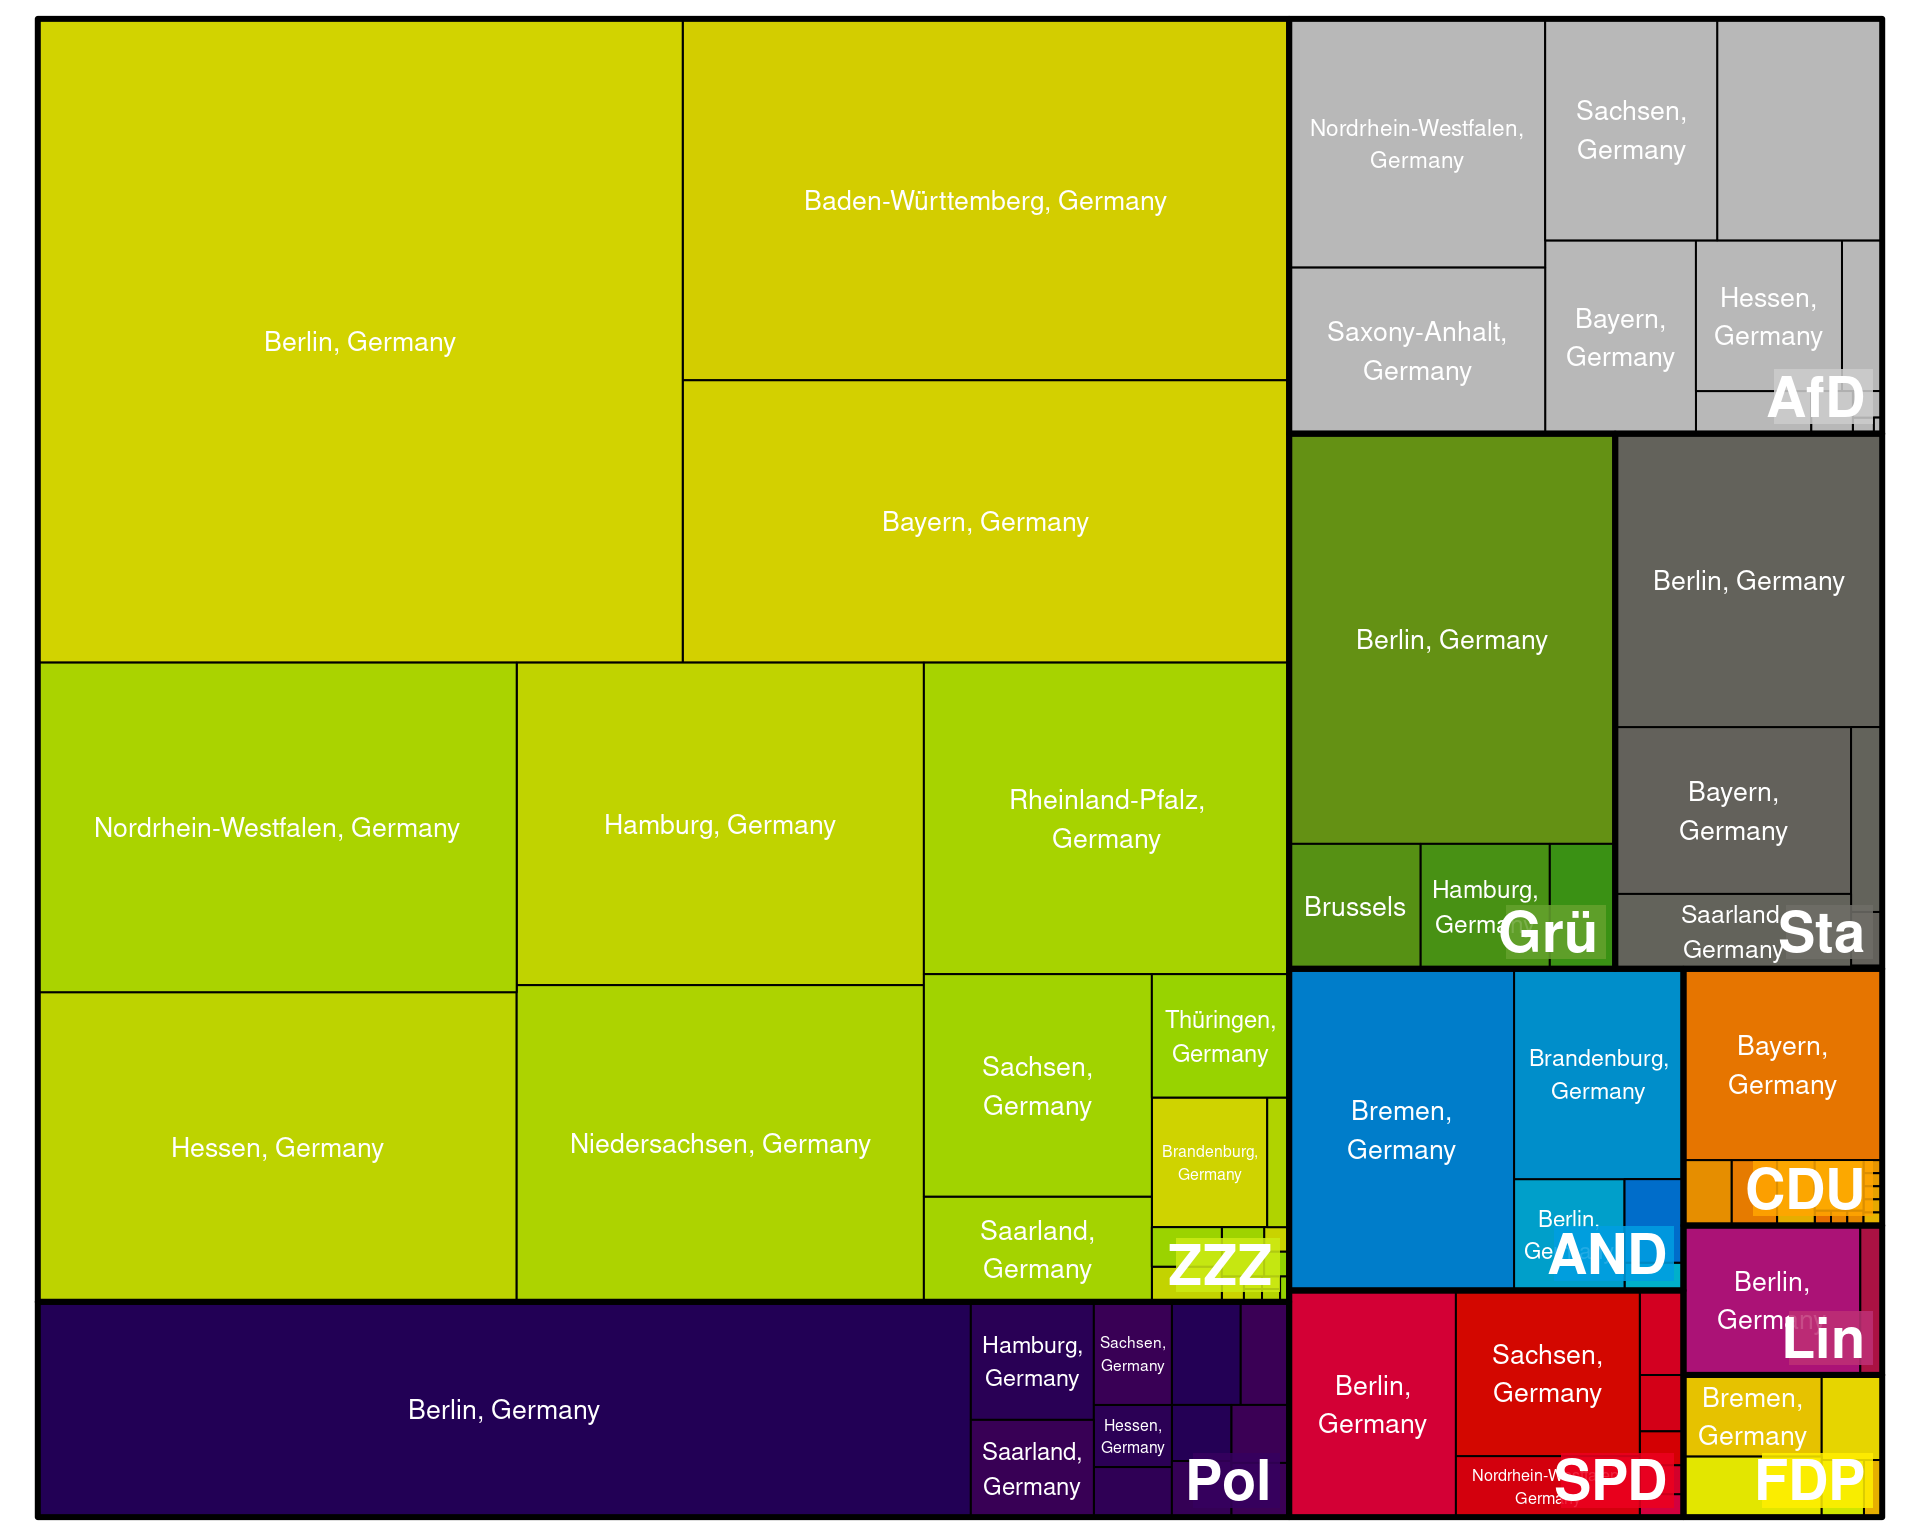 Berlin, Germany
Baden-Württemberg, Germany
Bayern, Germany
Nordrhein-Westfalen, Germany
Hamburg, Germany
Rheinland-Pfalz,
Germany
Hessen, Germany
Niedersachsen, Germany
Sachsen,
Germany
Thüringen,
Germany
Brandenburg,
Germany
Saarland,
Germany
ZZZ
Berlin, Germany
Hamburg,
Germany
Sachsen,
Germany
Saarland,
Germany
Hessen,
Germany
Pol
Nordrhein-Westfalen,
Germany
Sachsen,
Germany
Saxony-Anhalt,
Germany
Bayern,
Germany
Hessen,
Germany
AfD
Berlin, Germany
Brussels
Hamburg,
Germany
Grü
Berlin, Germany
Bayern,
Germany
Saarland
Germany
Sta
Bremen,
Germany
Brandenburg,
Germany
Berlin,
AND
Bayern,
Germany
CDU
Berlin,
Germany
Lin
Berlin,
Germany
Sachsen,
Germany
SPD
Bremen,
Germany
FDP